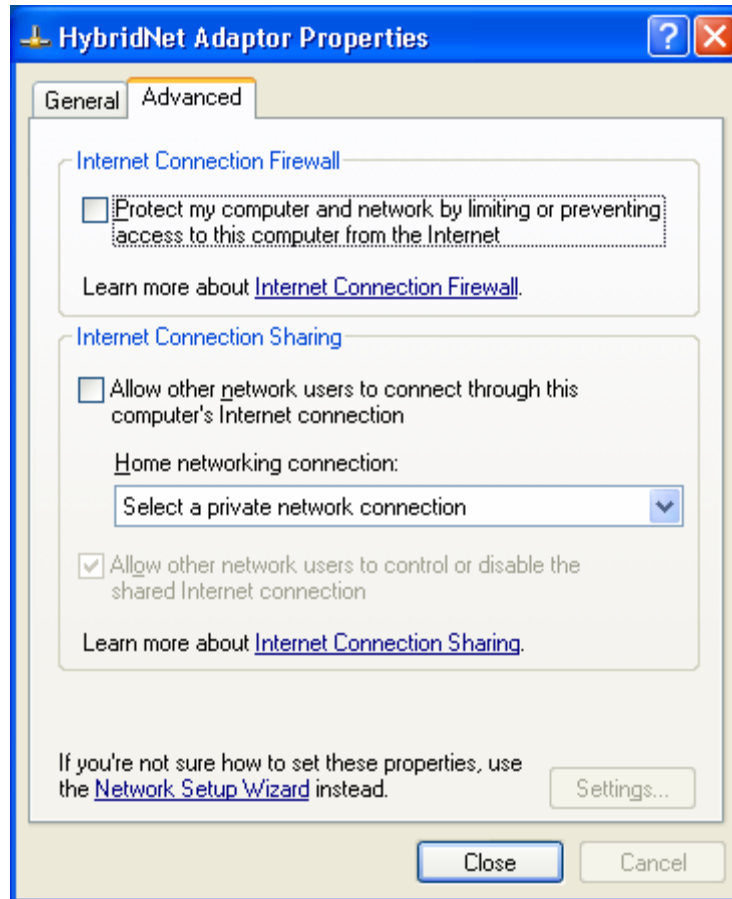 HybridNet Adaptor Properties
General
Advanced
Internet Connection Firewall
Protect my computer and network by limiting or preventing
access to this computer from the Internet
Learn more about Internet Connection Firewall.
Internet Connection Sharing
Allow other network users to connect through this
computer's Internet connection
Home networking connection:
Select a private network connection
Allow other network users to control or disable the
shared Internet connection
Learn more about Internet Connection Sharing.
If you're not sure how to set these properties, use
the Network Setup Wizard instead.
Settings...
Close
Cancel